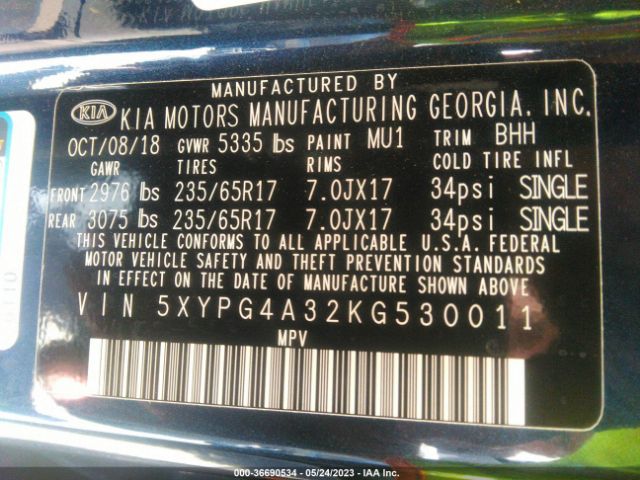 MANUFACTURED BY
KIA KIA MOTORS MANUFACTURING GEORGIA, INC.
OCT/08/18 GVWR 5335 lbs PAINT MU1 TRIM BHH
GAWR TIRES RIMS COLD TIRE INFL
FRONT 2976 lbs 235/65R17 7.0JX17 34psi SINGLE
REAR 3075 lbs 235/65R17 7.0JX17 34psi SINGLE
THIS VEHICLE CONFORMS TO ALL APPLICABLE U.S.A. FEDERAL
MOTOR VEHICLE SAFETY AND THEFT PREVENTION STANDARDS
IN EFFECT ON THE DATE OF MANUFACTURE SHOWN ABOVE
VIN 5XYPG4A32KG530011
MPV
000-36690534 - 05/24/2023 - IAA Inc.